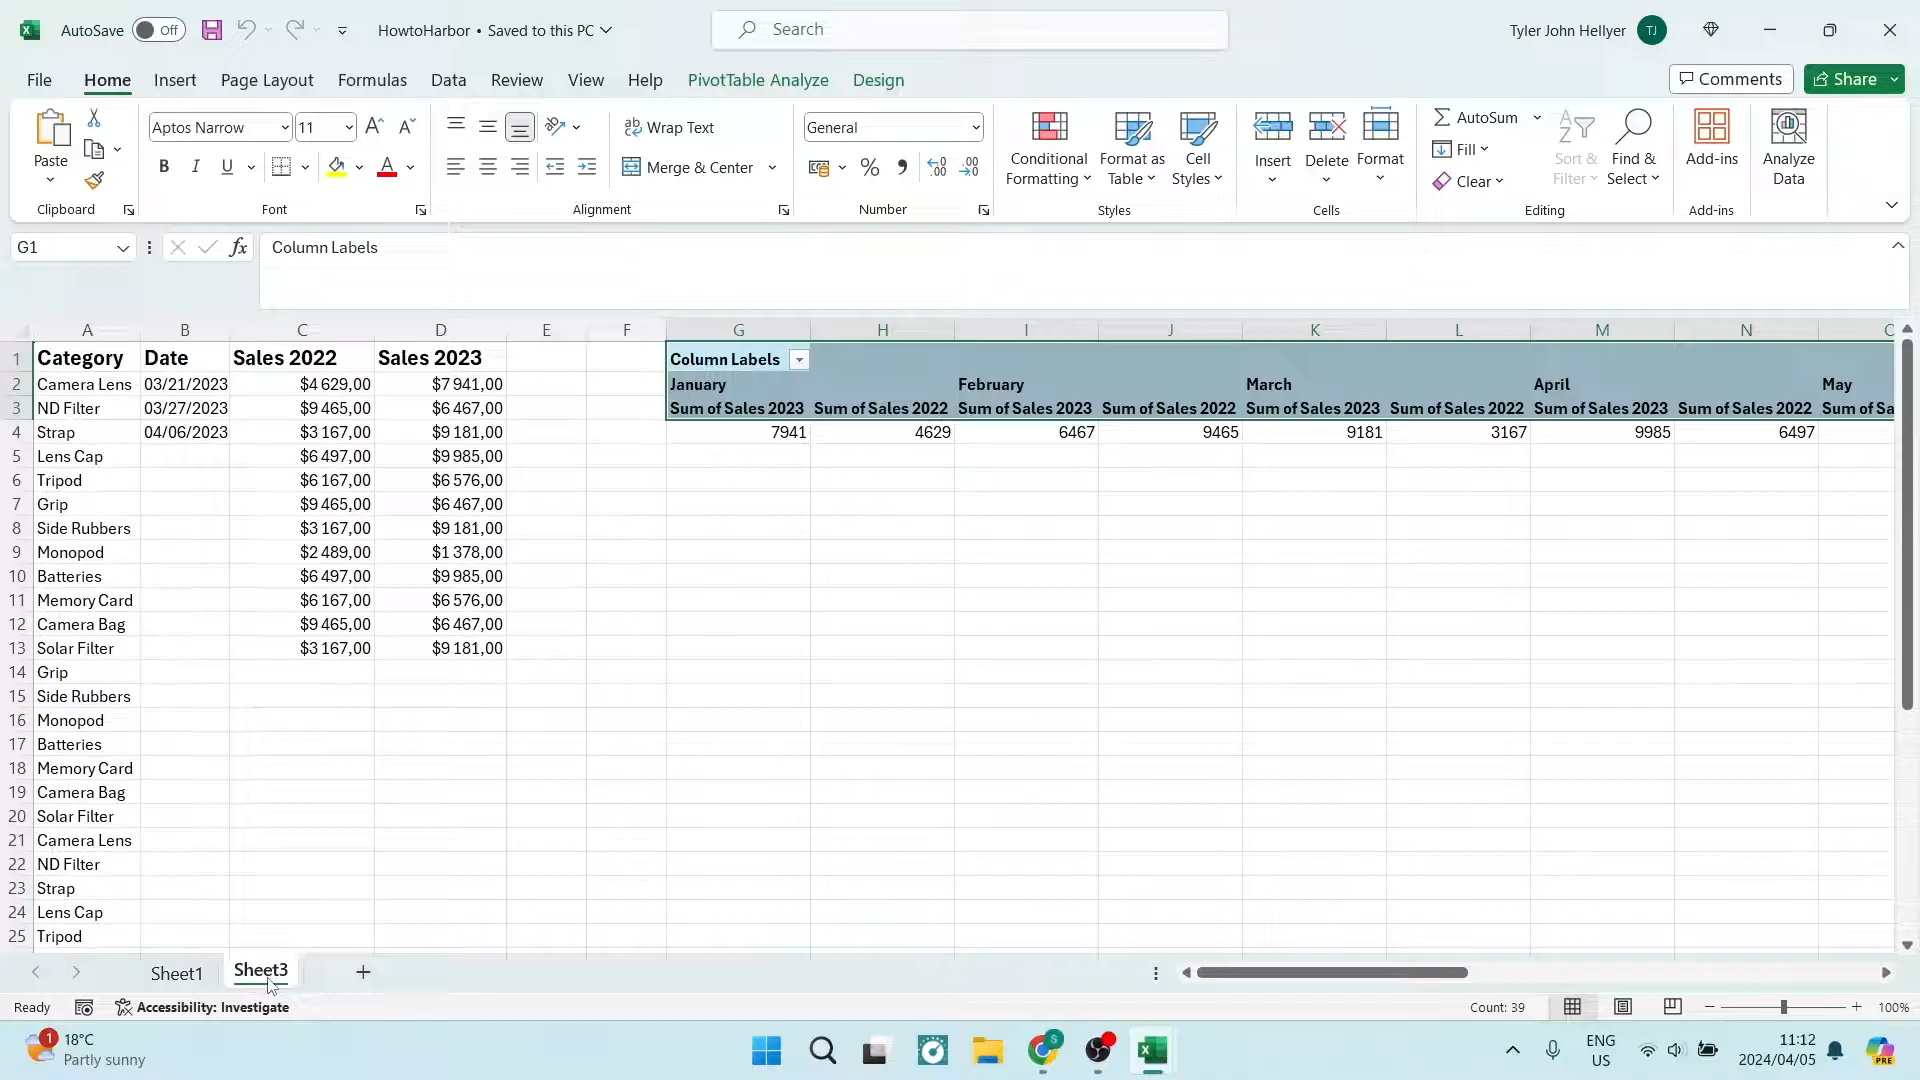 AutoSave Off HowtoHarbor • Saved to this PC Search Tyler John Hellyer TJ
File Home Insert Page Layout Formulas Data Review View Help PivotTable Analyze Design Comments Share
Paste Aptos Narrow 11 Wrap Text General Conditional Formatting Format as Table Cell Styles Insert Delete Format AutoSum Sort & Filter Find & Select Add-ins Analyze Data
B I U Merge & Center % Fill
Clear
Clipboard Font Alignment Number Styles Cells Editing Add-ins
G1 fx Column Labels
A B C D E F G H I J K L M N
1 Category Date Sales 2022 Sales 2023 Column Labels
2 Camera Lens 03/21/2023 $4 629,00 $7 941,00 January February March April May
3 ND Filter 03/27/2023 $9 465,00 $6 467,00 Sum of Sales 2023 Sum of Sales 2022 Sum of Sales 2023 Sum of Sales 2022 Sum of Sales 2023 Sum of Sales 2022 Sum of Sales 2023 Sum of Sales 2022 Sum of Sa
4 Strap 04/06/2023 $3 167,00 $9 181,00 7941 4629 6467 9465 9181 3167 9985 6497
5 Lens Cap $6 497,00 $9 985,00
6 Tripod $6 167,00 $6 576,00
7 Grip $9 465,00 $6 467,00
8 Side Rubbers $3 167,00 $9 181,00
9 Monopod $2 489,00 $1 378,00
10 Batteries $6 497,00 $9 985,00
11 Memory Card $6 167,00 $6 576,00
12 Camera Bag $9 465,00 $6 467,00
13 Solar Filter $3 167,00 $9 181,00
14 Grip
15 Side Rubbers
16 Monopod
17 Batteries
18 Memory Card
19 Camera Bag
20 Solar Filter
21 Camera Lens
22 ND Filter
23 Strap
24 Lens Cap
25 Tripod
Sheet1 Sheet3
Ready Accessibility: Investigate Count: 39 100%
1 18°C ENG 11:12
Partly sunny US 2024/04/05 PRE